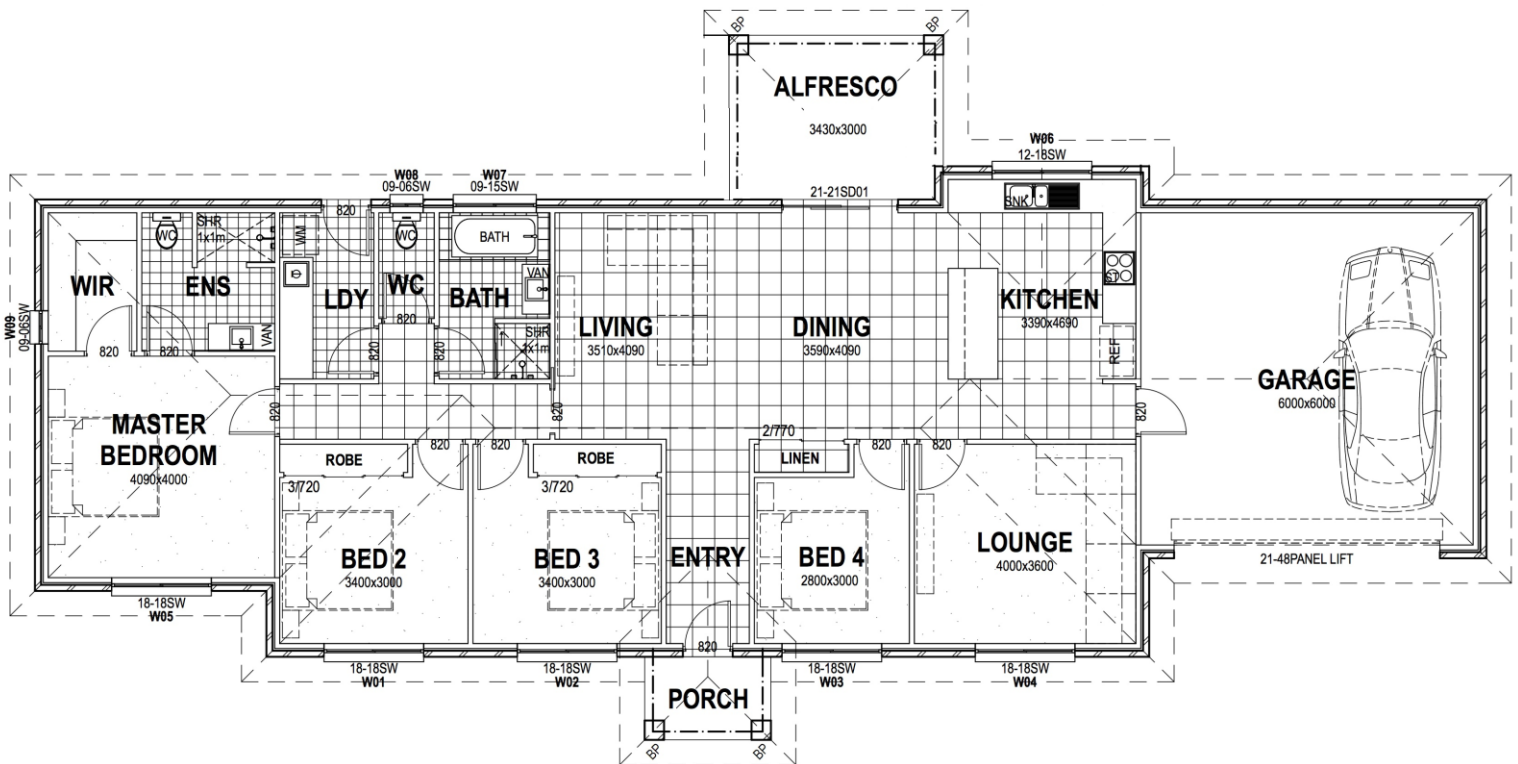 BP
BP
ALFRESCO
3430x3000
W06
12-18SW
W08
09-06SW
W07
09-15SW
21-21SD01
820
SNK
WC
SHR
1x1m
WM
WC
BATH
VAN
ST
WIR
ENS
LDY
WC
BATH
LIVING
3510x4090
DINING
3590x4090
KITCHEN
3390x4690
W09
09-06SW
VAN
820
SHR
1x1m
REF
820
820
820
820
GARAGE
6000x6000
MASTER
BEDROOM
4090x4000
820
820
820
2/770
820
820
820
820
820
ROBE
ROBE
LINEN
3/720
3/720
BED 2
3400x3000
BED 3
3400x3000
ENTRY
BED 4
2800x3000
LOUNGE
4000x3600
21-48PANEL LIFT
18-18SW
W05
820
18-18SW
W01
18-18SW
W02
18-18SW
W03
18-18SW
W04
PORCH
BP
BP